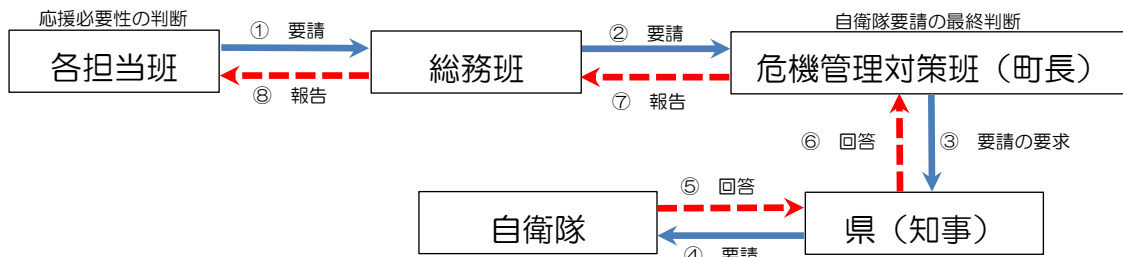 応援必要性の判断
自衛隊要請の最終判断
① 要請
② 要請
各担当班
総務班
危機管理対策班（町長）
⑧ 報告
⑦ 報告
⑥ 回答
③ 要請の要求
⑤ 回答
自衛隊
県（知事）
④ 要請